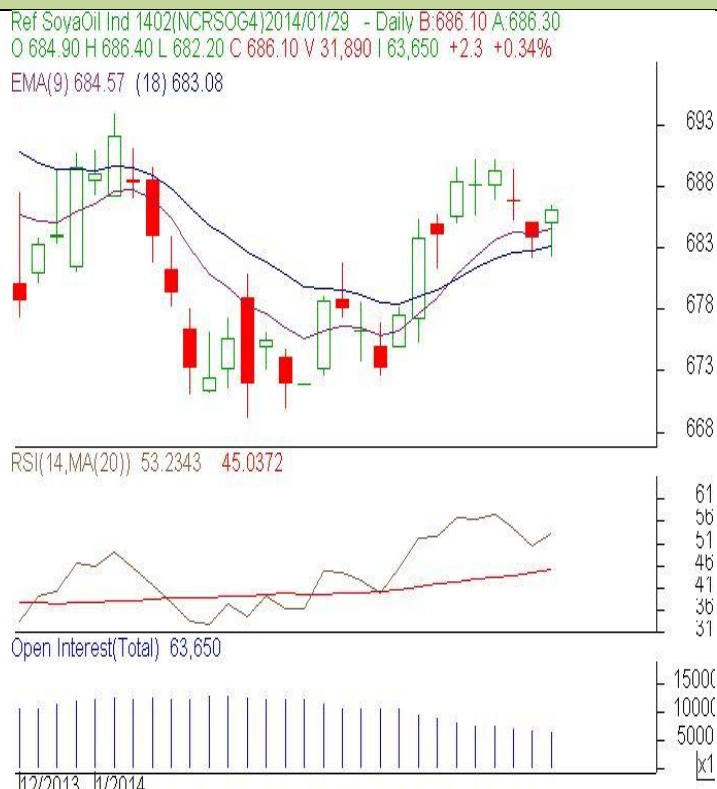 Ref SoyaOil Ind 1402(NCRSOG4)2014/01/29 - Daily B:686.10 A:686.30
O 684.90 H 686.40 L 682.20 C 686.10 V 31,890 I 63,650 +2.3 +0.34%
EMA(9) 684.57 (18) 683.08
693
688
683
678
673
668
RSI(14,MA(20)) 53.2343 45.0372
61
56
51
46
41
36
31
Open Interest(Total) 63,650
15000
10000
5000
x1
12/2013 1/2014